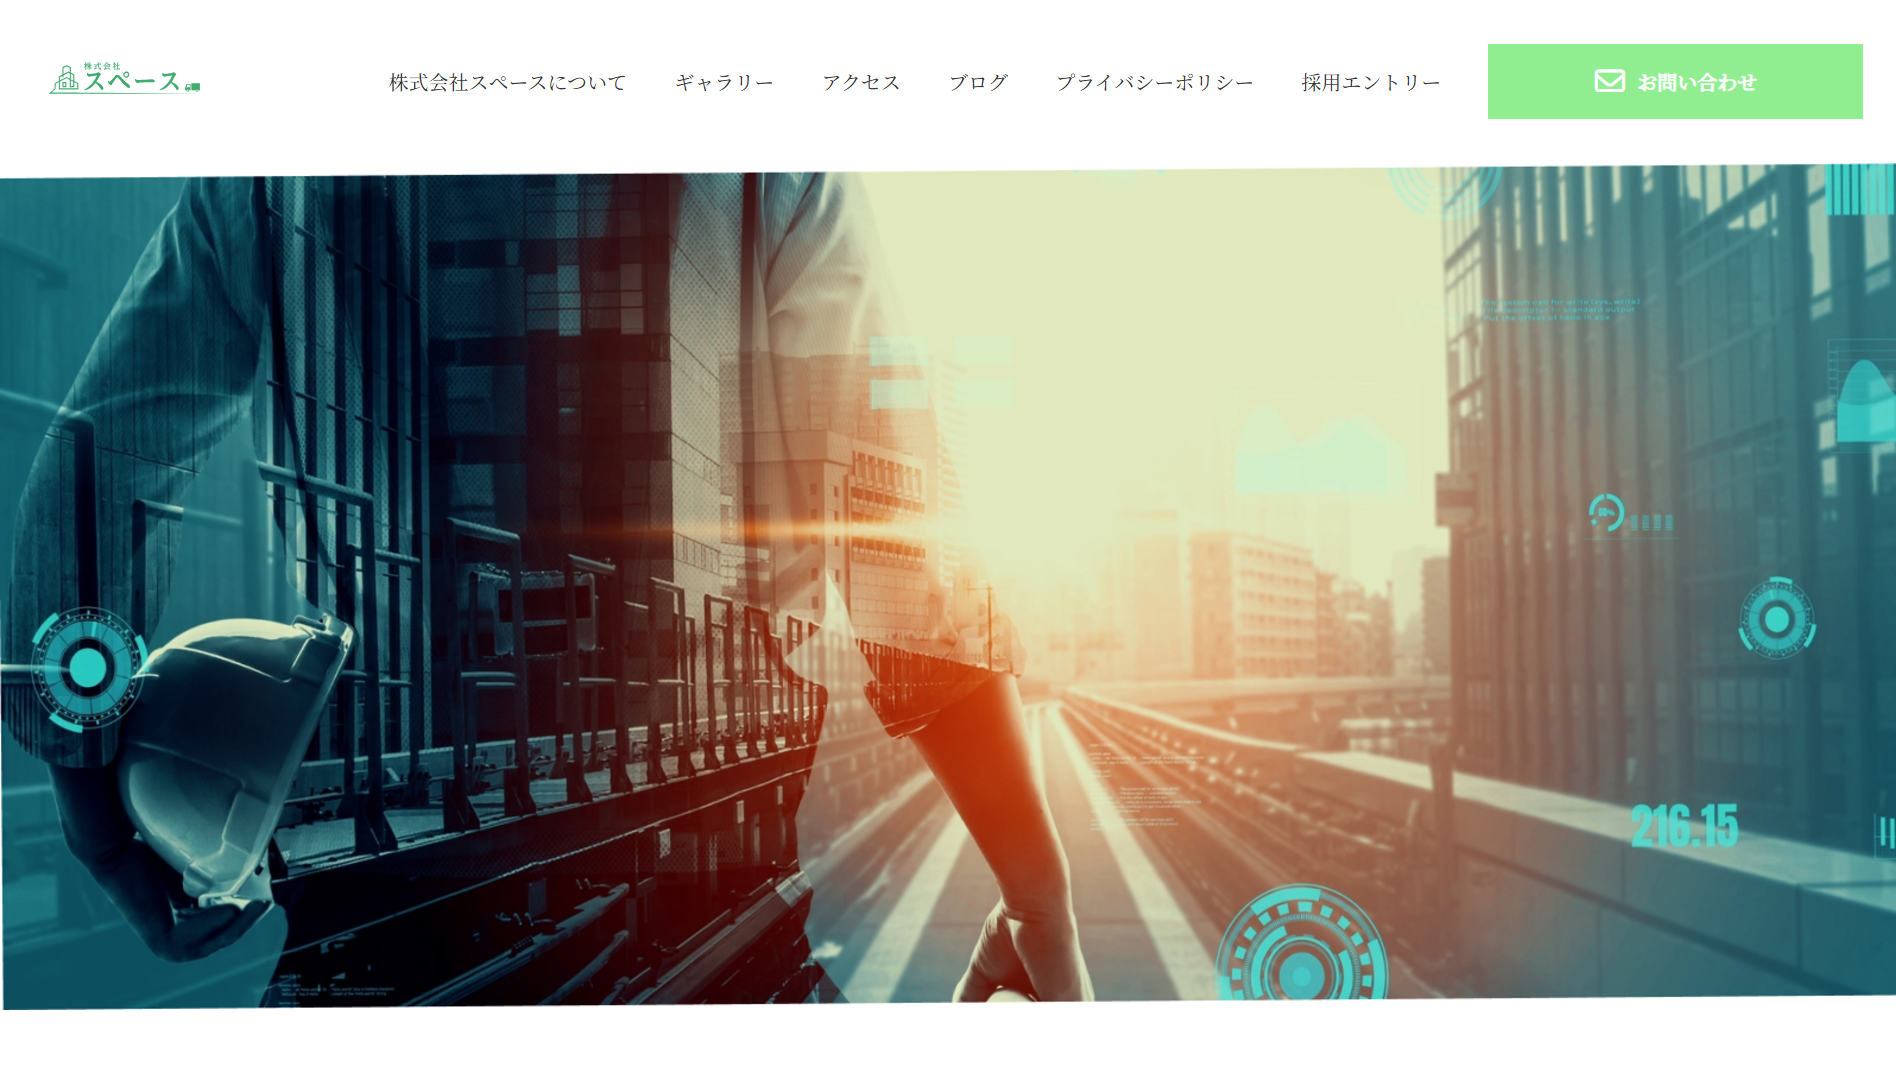 株式会社
スペース
株式会社スペースについて
ギャラリー
アクセス
ブログ
プライバシーポリシー
採用エントリー
お問い合わせ
216.15